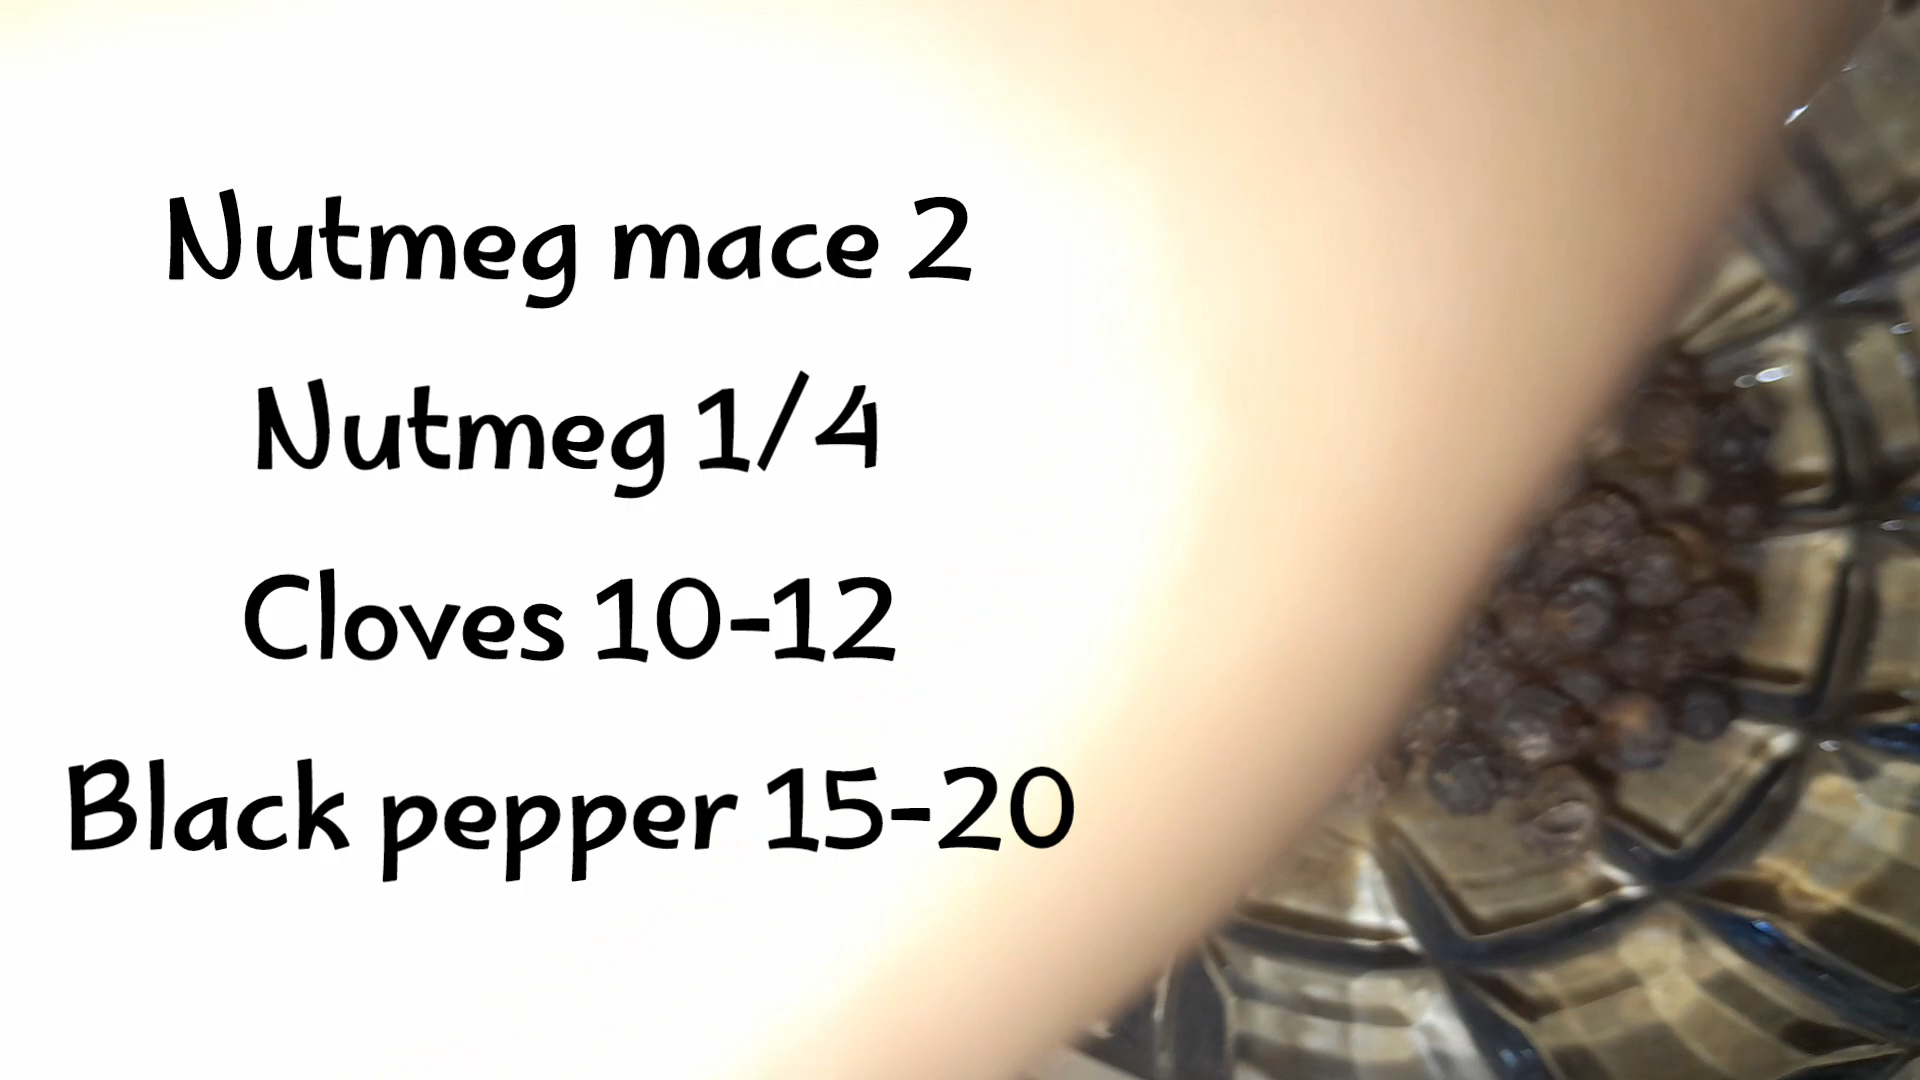 Nutmeg mace 2
Nutmeg 1/4
Cloves 10-12
Black pepper 15-20